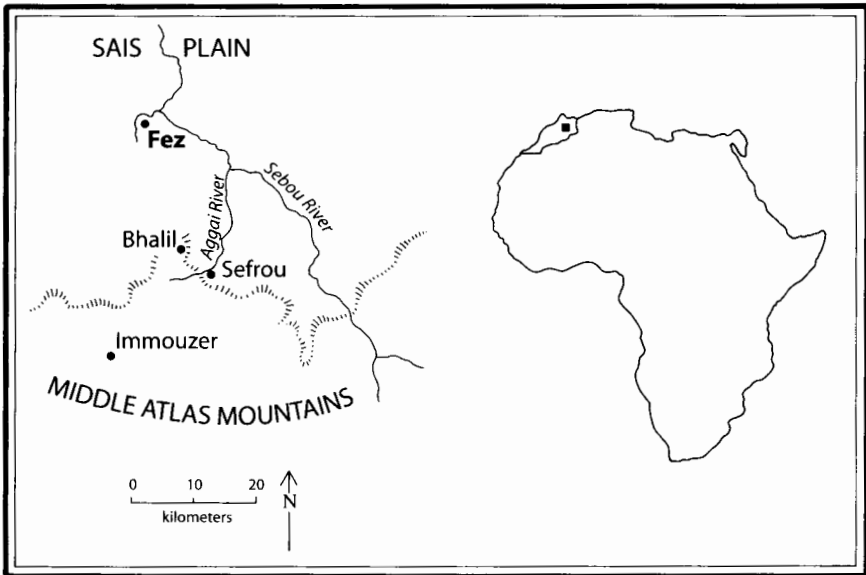 SAIS PLAIN
Fez
Sebou River
Aggai River
Bhalil
Sefrou
Immouzer
MIDDLE ATLAS MOUNTAINS
0 10 20
kilometers
N